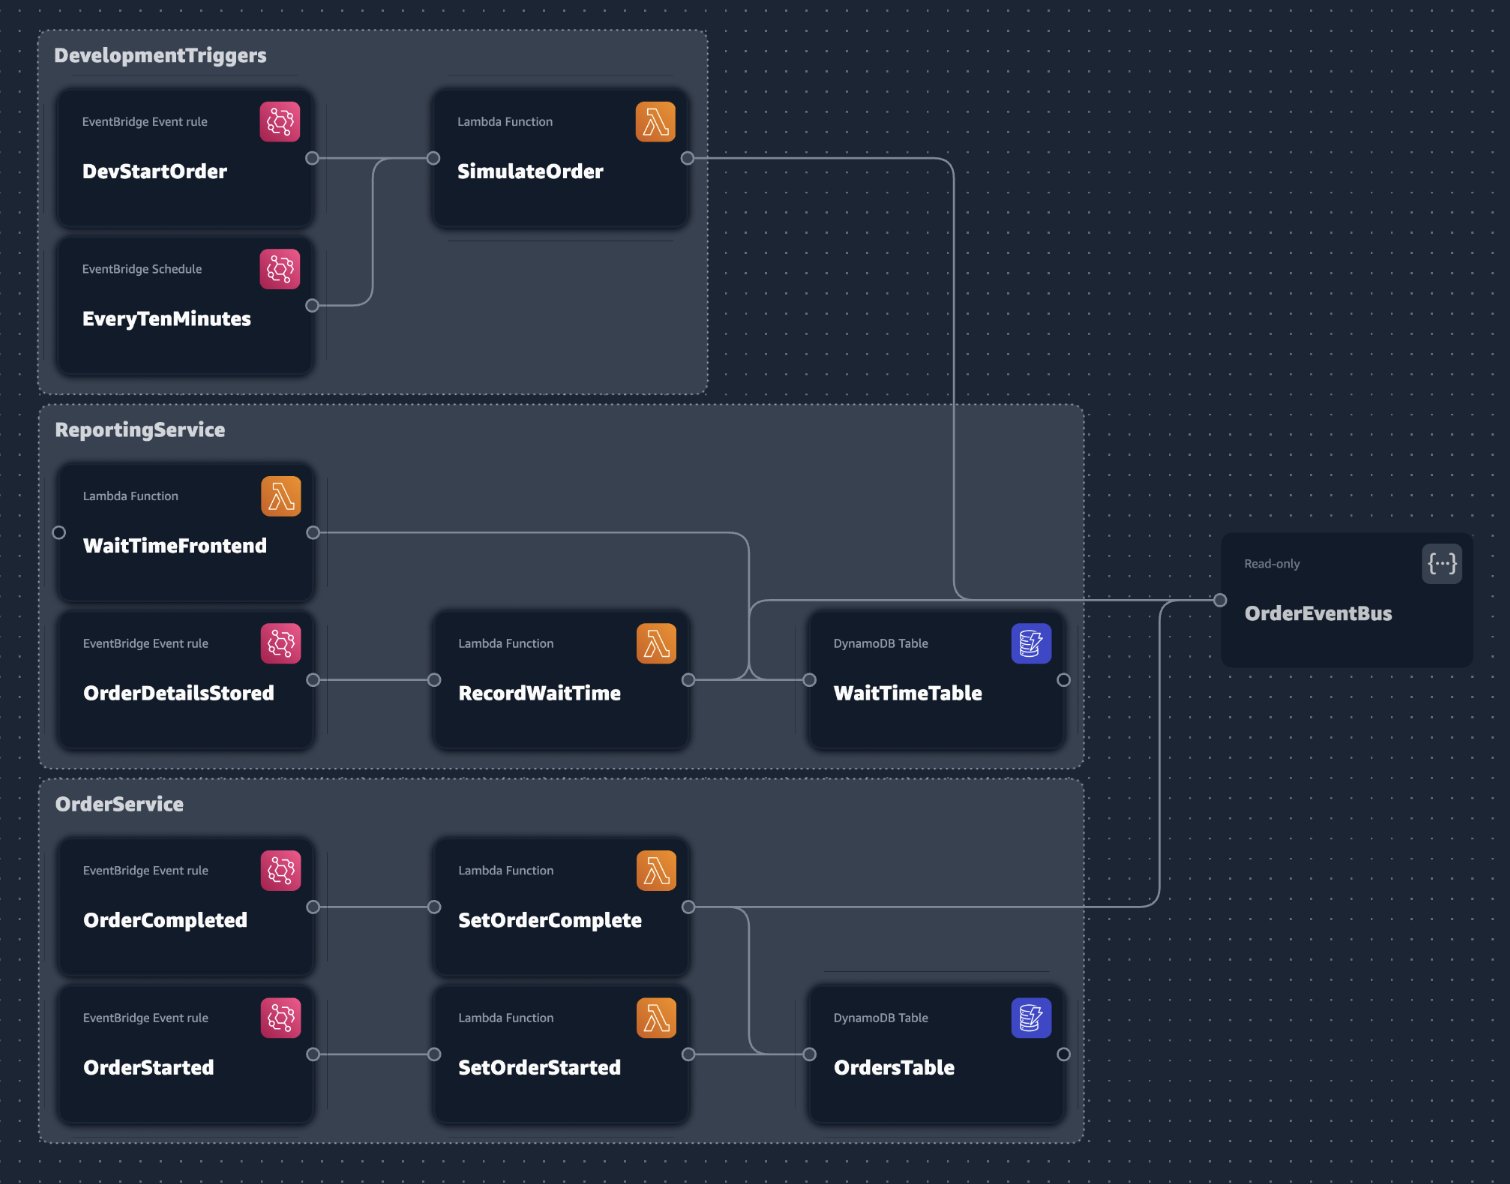 DevelopmentTriggers
EventBridge Event rule
DevStartOrder
Lambda Function
SimulateOrder
EventBridge Schedule
EveryTenMinutes
ReportingService
Lambda Function
WaitTimeFrontend
EventBridge Event rule
OrderDetailsStored
Lambda Function
RecordWaitTime
DynamoDB Table
WaitTimeTable
Read-only
{...}
OrderEventBus
OrderService
EventBridge Event rule
OrderCompleted
Lambda Function
SetOrderComplete
EventBridge Event rule
OrderStarted
Lambda Function
SetOrderStarted
DynamoDB Table
OrdersTable